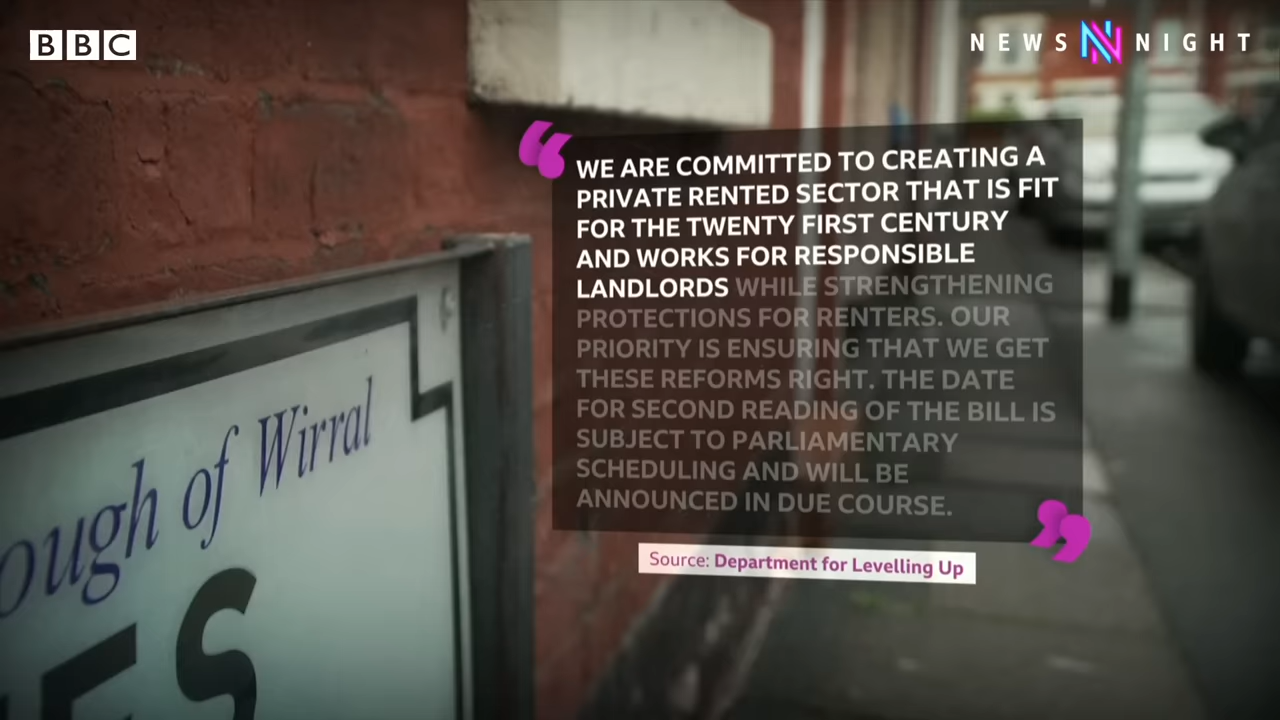 BBC
NEWSNIGHT
WE ARE COMMITTED TO CREATING A
PRIVATE RENTED SECTOR THAT IS FIT
FOR THE TWENTY FIRST CENTURY
AND WORKS FOR RESPONSIBLE
LANDLORDS WHILE STRENGTHENING
PROTECTIONS FOR RENTERS. OUR
PRIORITY IS ENSURING THAT WE GET
THESE REFORMS RIGHT. THE DATE
FOR SECOND READING OF THE BILL IS
SUBJECT TO PARLIAMENTARY
SCHEDULING AND WILL BE
ANNOUNCED IN DUE COURSE.
Source: Department for Levelling Up
ough of Wirral
ES